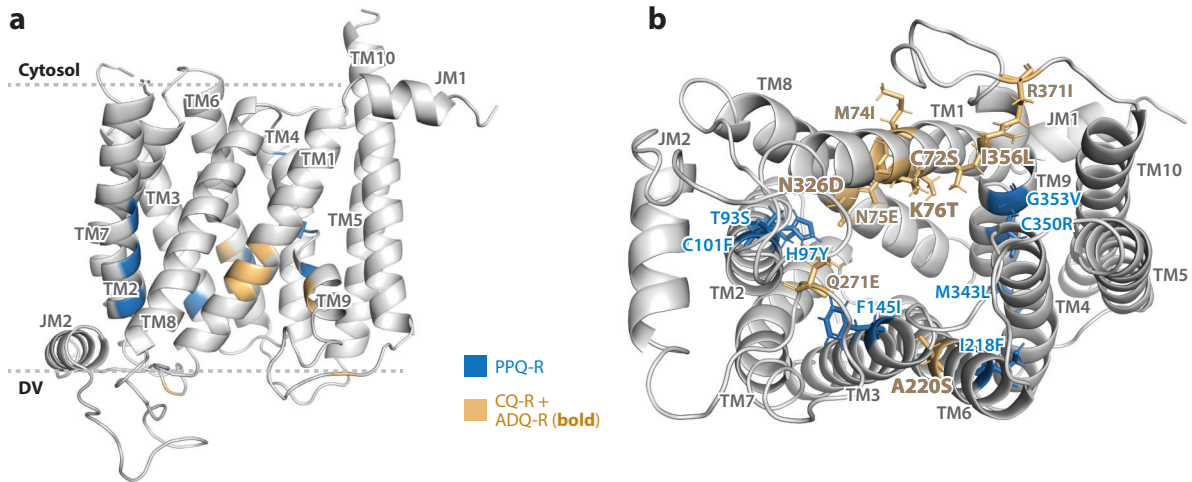 a
Cytosol
TM10
JM1
TM6
TM4
TM1
TM3
TM5
TM7
TM2
TM9
TM8
JM2
DV
PPQ-R
CQ-R +
ADQ-R (bold)
b
TM8
M74I
TM1
R371I
JM1
JM2
C72S
I356L
TM10
N326D
TM9
G353V
K76T
T93S
N75E
C350R
C101F
H97Y
TM5
Q271E
TM2
M343L
TM4
F145I
I218F
A220S
TM7
TM3
TM6